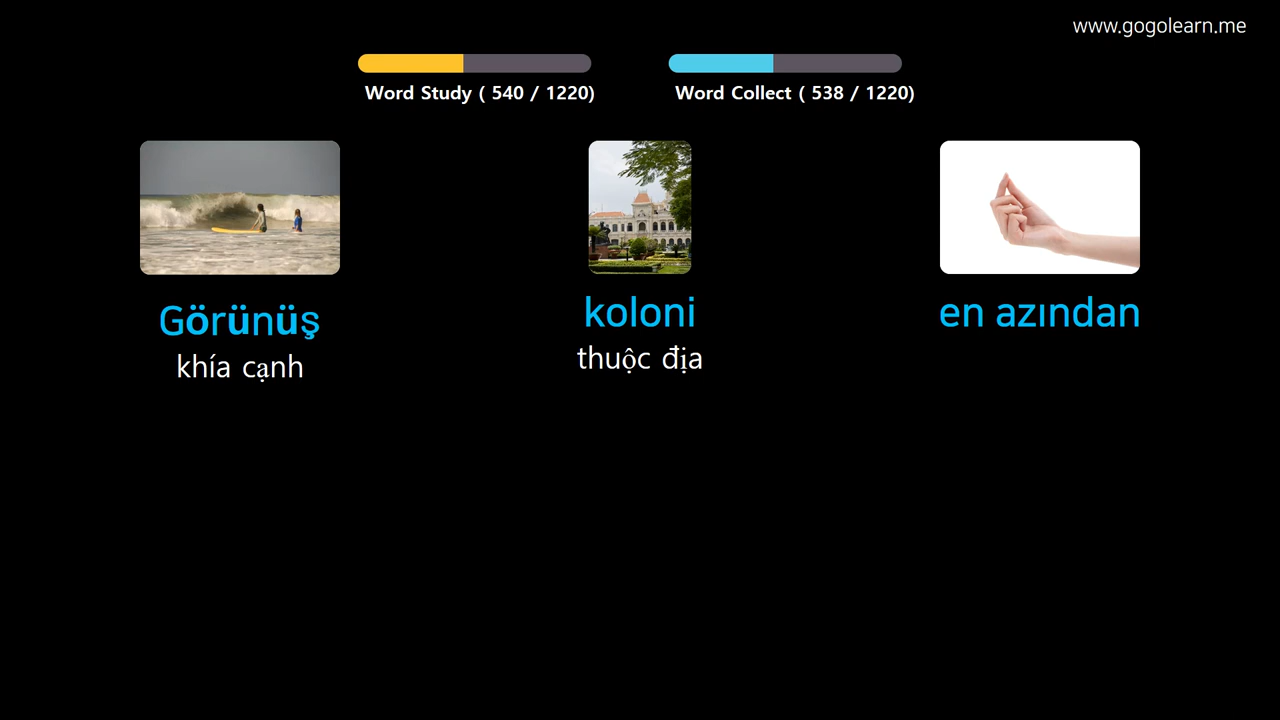 www.gogolearn.me
Word Study ( 540 / 1220)
Word Collect ( 538 / 1220)
Görünüş
koloni
en azından
khía cạnh
thuộc địa